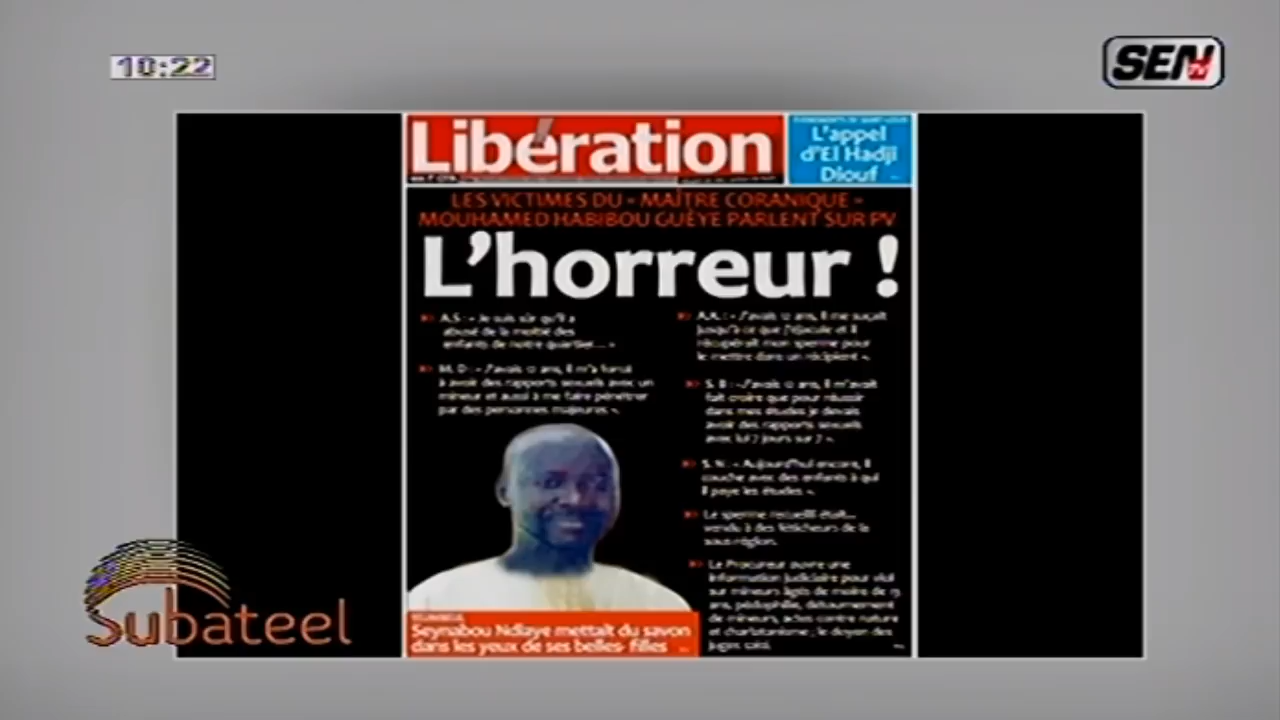 10:22
SEN TV
Libération
L'appel
d'El Hadji
Diouf
LES VICTIMES DU « MAÎTRE CORANIQUE »
MOUHAMED HABIBOU GUÈYE PARLENT SUR PV
L'horreur !
A.S : « Je suis sûr qu'il a
abusé de la moitié des
enfants de notre quartier... »
M. D : « J'avais 12 ans, il m'a forcé
à avoir des rapports sexuels avec un
mineur et aussi à me faire pénétrer
par des personnes majeures ».
A.A. : « J'avais 12 ans, il me suçait
jusqu'à ce que j'éjacule et il
récupérait mon sperme pour
le mettre dans un récipient ».
S. B : « J'avais 12 ans, il m'avait
fait croire que pour réussir
dans mes études je devais
avoir des rapports sexuels
avec lui 7 jours sur 7 ».
S. N : « Aujourd'hui encore, il
couche avec des enfants à qui
il paye les études ».
Le sperme recueilli était...
vendu à des féticheurs de la
sous région.
Le Procureur ouvre une
information judiciaire pour viol
sur mineurs âgés de moins de 13
ans, pédophilie, détournement
de mineurs, actes contre nature
et charlatanisme ; le doyen des
juges saisi.
Seynabou Ndiaye mettait du savon
dans les yeux de ses belles- filles
Subateel